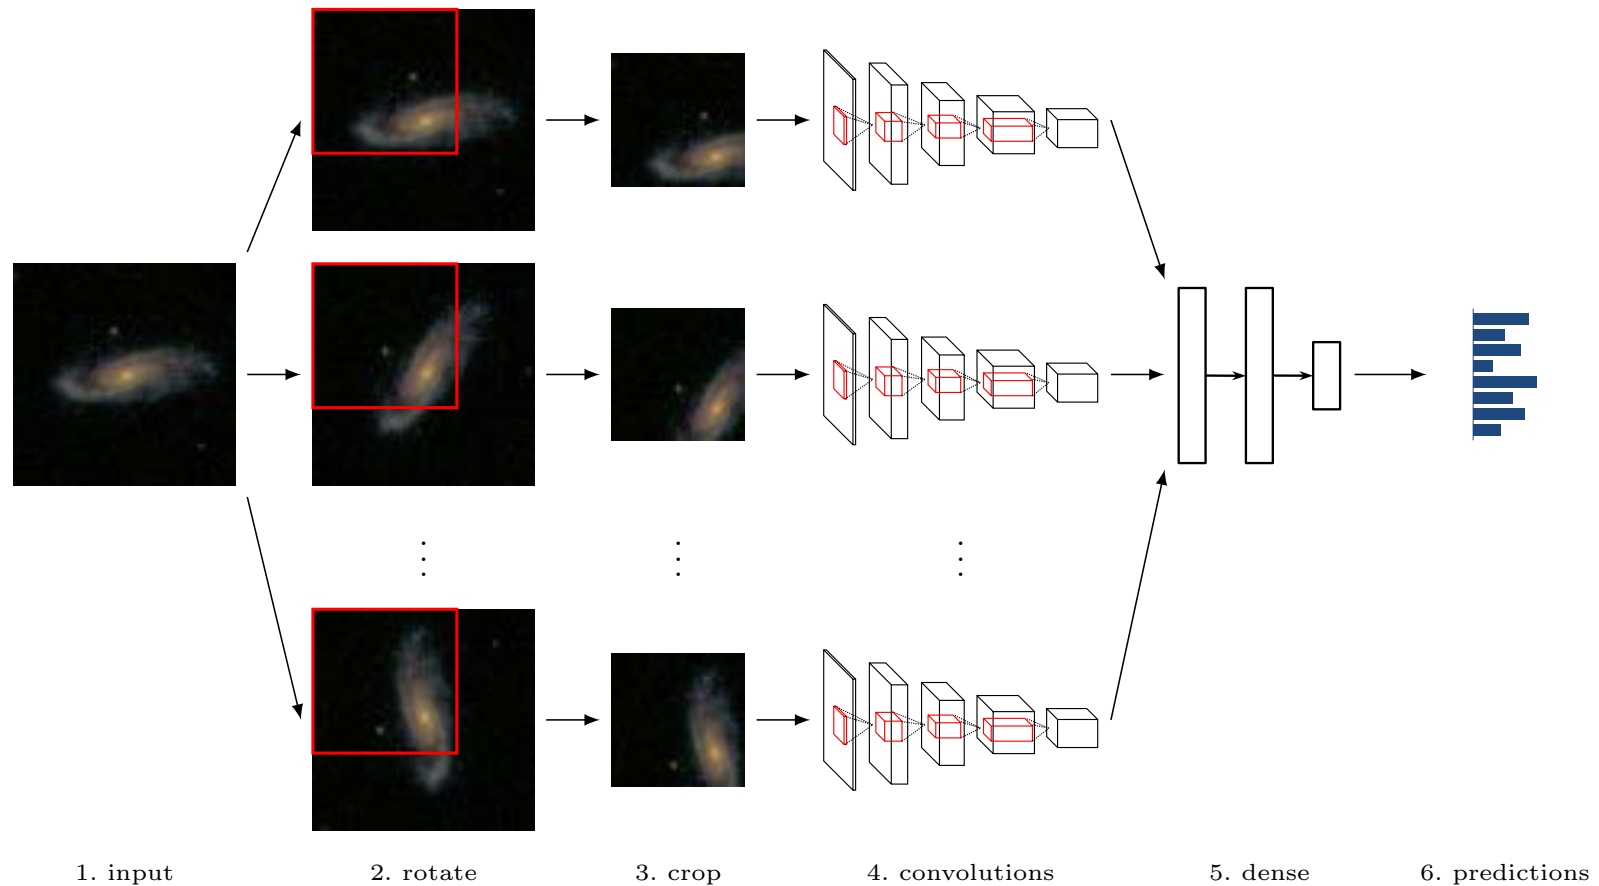 1. input
2. rotate
3. crop
4. convolutions
5. dense
6. predictions